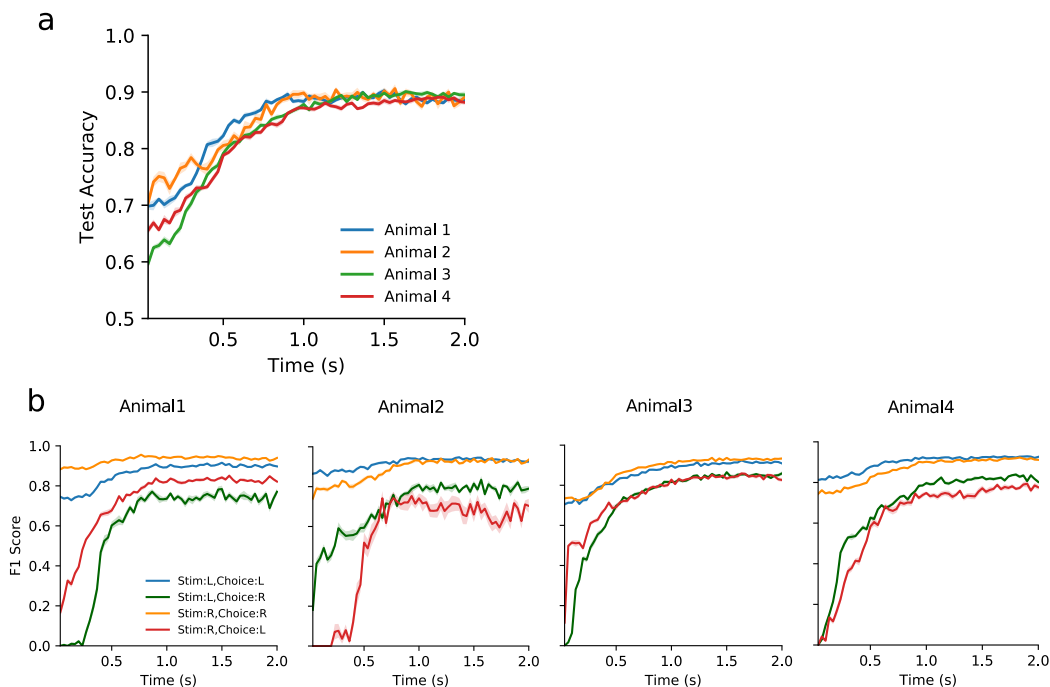 a
1.0
0.9
0.8
0.7
0.6
0.5
Test Accuracy
Animal 1
Animal 2
Animal 3
Animal 4
0.5 1.0 1.5 2.0
Time (s)
b
Animal1 Animal2 Animal3 Animal4
1.0
0.8
0.6
0.4
0.2
0.0
F1 Score
Stim:L,Choice:L
Stim:L,Choice:R
Stim:R,Choice:R
Stim:R,Choice:L
0.5 1.0 1.5 2.0 0.5 1.0 1.5 2.0 0.5 1.0 1.5 2.0 0.5 1.0 1.5 2.0
Time (s) Time (s) Time (s) Time (s)